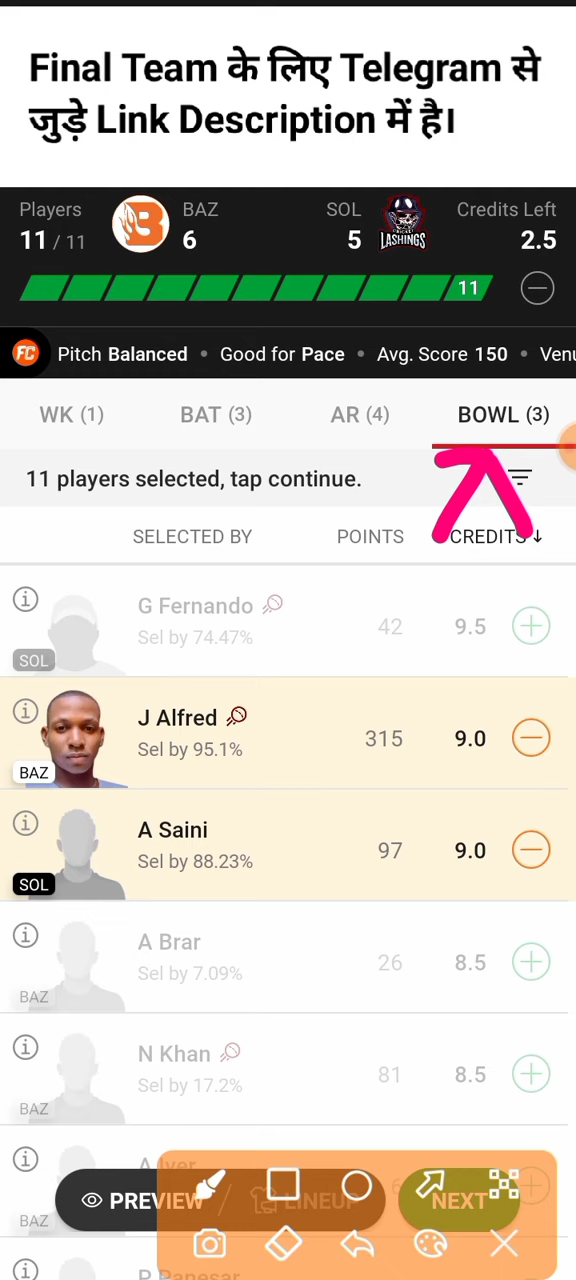 Final Team के लिए Telegram से
जुड़े Link Description में है।
Players BAZ SOL Credits Left
11 / 11 6 5 2.5
LASHINGS
11
FC Pitch Balanced • Good for Pace • Avg. Score 150 • Venu
WK (1) BAT (3) AR (4) BOWL (3)
11 players selected, tap continue.
SELECTED BY POINTS CREDITS ↓
G Fernando
Sel by 74.47% 42 9.5
SOL
J Alfred
Sel by 95.1% 315 9.0
BAZ
A Saini
Sel by 88.23% 97 9.0
SOL
A Brar
Sel by 7.09% 26 8.5
BAZ
N Khan
Sel by 17.2% 81 8.5
BAZ
A Iyer
PREVIEW / LINEUP NEXT
BAZ
P Panesar